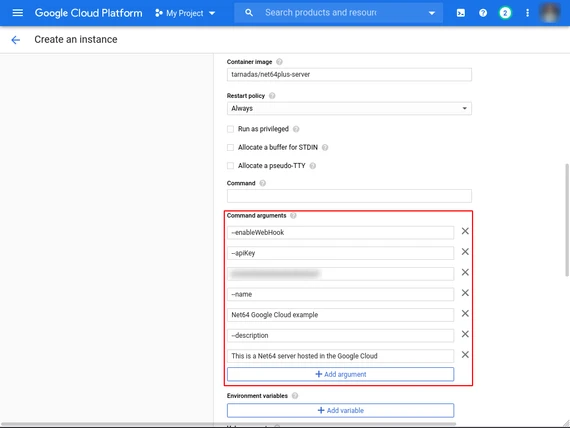 Google Cloud Platform
My Project
Search products and resour
2
Create an instance
Container image
tarnadas/net64plus-server
Restart policy
Always
Run as privileged
Allocate a buffer for STDIN
Allocate a pseudo-TTY
Command
Command arguments
--enableWebHook
--apiKey
--name
Net64 Google Cloud example
--description
This is a Net64 server hosted in the Google Cloud
+ Add argument
Environment variables
+ Add variable